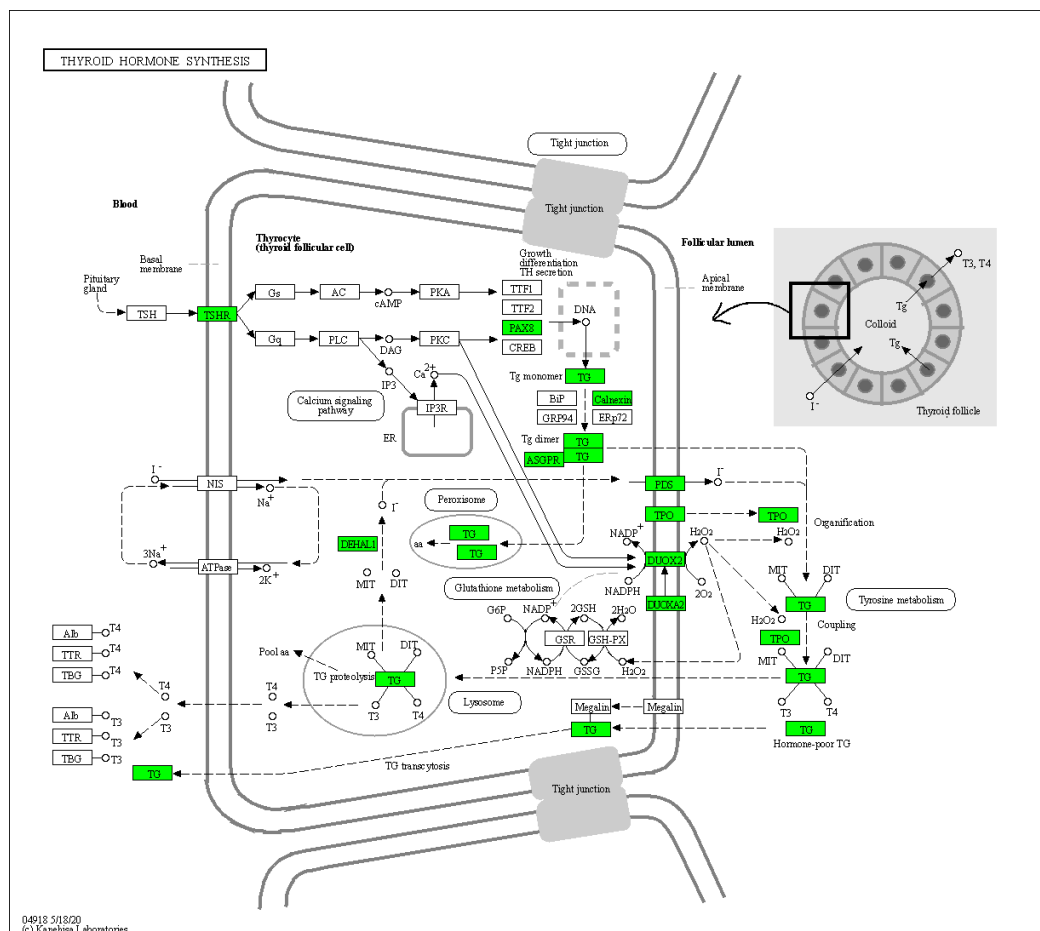 THYROID HORMONE SYNTHESIS
Tight junction
Tight junction
Blood
Thyrocyte
(thyroid follicular cell)
Follicular lumen
Basal
membrane
Apical
membrane
Pituitary
gland
TSH
TSHR
Gs
AC
cAMP
PKA
Gq
PLC
DAG
PKC
IP3
Ca2+
IP3R
ER
Calcium signaling
pathway
Growth
differentiation
TH secretion
TTF1
TTF2
PAX8
CREB
DNA
Tg monomer
TG
BiP
Calnexin
GRP94
ERp72
Tg dimer
TG
ASGPR
TG
T3, T4
Tg
Colloid
Tg
I-
Thyroid follicle
I-
NIS
Na+
3Na+
ATPase
2K+
I-
DEHAL1
MIT
DIT
Peroxisome
aa
TG
TG
PDS
I-
TPO
TPO
Organification
NADP+
H2O2
H2O2
DUOX2
NADPH
2O2
DUOXA2
Glutathione metabolism
G6P
NADP+
2GSH
2H2O
GSR
GSH-PX
P5P
NADPH
GSSG
H2O2
MIT
DIT
TG
Tyrosine metabolism
H2O2
Coupling
TPO
MIT
DIT
TG
T3
T4
Hormone-poor TG
TG
Megalin
Megalin
TG
Lysosome
MIT
DIT
Pool aa
TG proteolysis
TG
T3
T4
T4
T3
T4
T3
Alb
T4
TTR
T4
TBG
T4
Alb
T3
TTR
T3
TBG
T3
TG
TG transcytosis
Tight junction
04918 5/18/20
(c) Kanehisa Laboratories